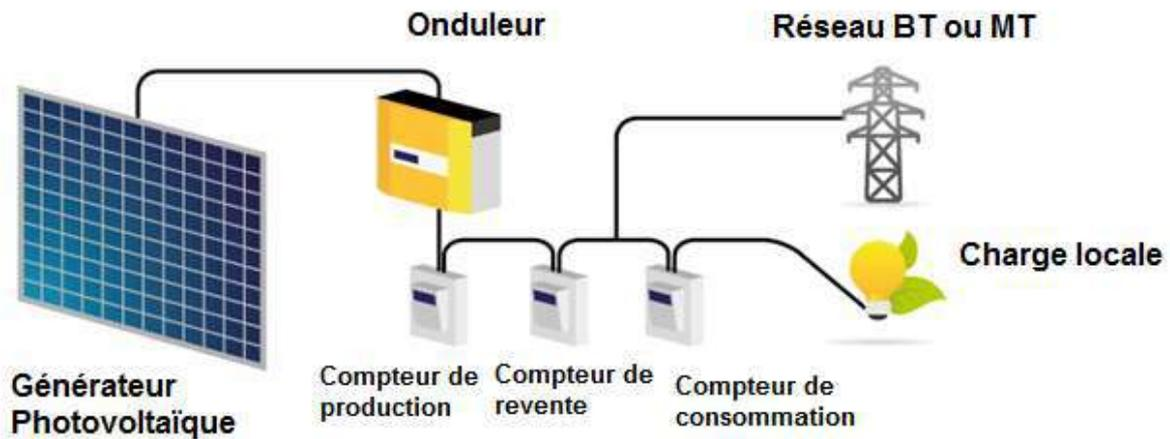 Onduleur
Réseau BT ou MT
Charge locale
Générateur
Photovoltaïque
Compteur de
production
Compteur de
revente
Compteur de
consommation